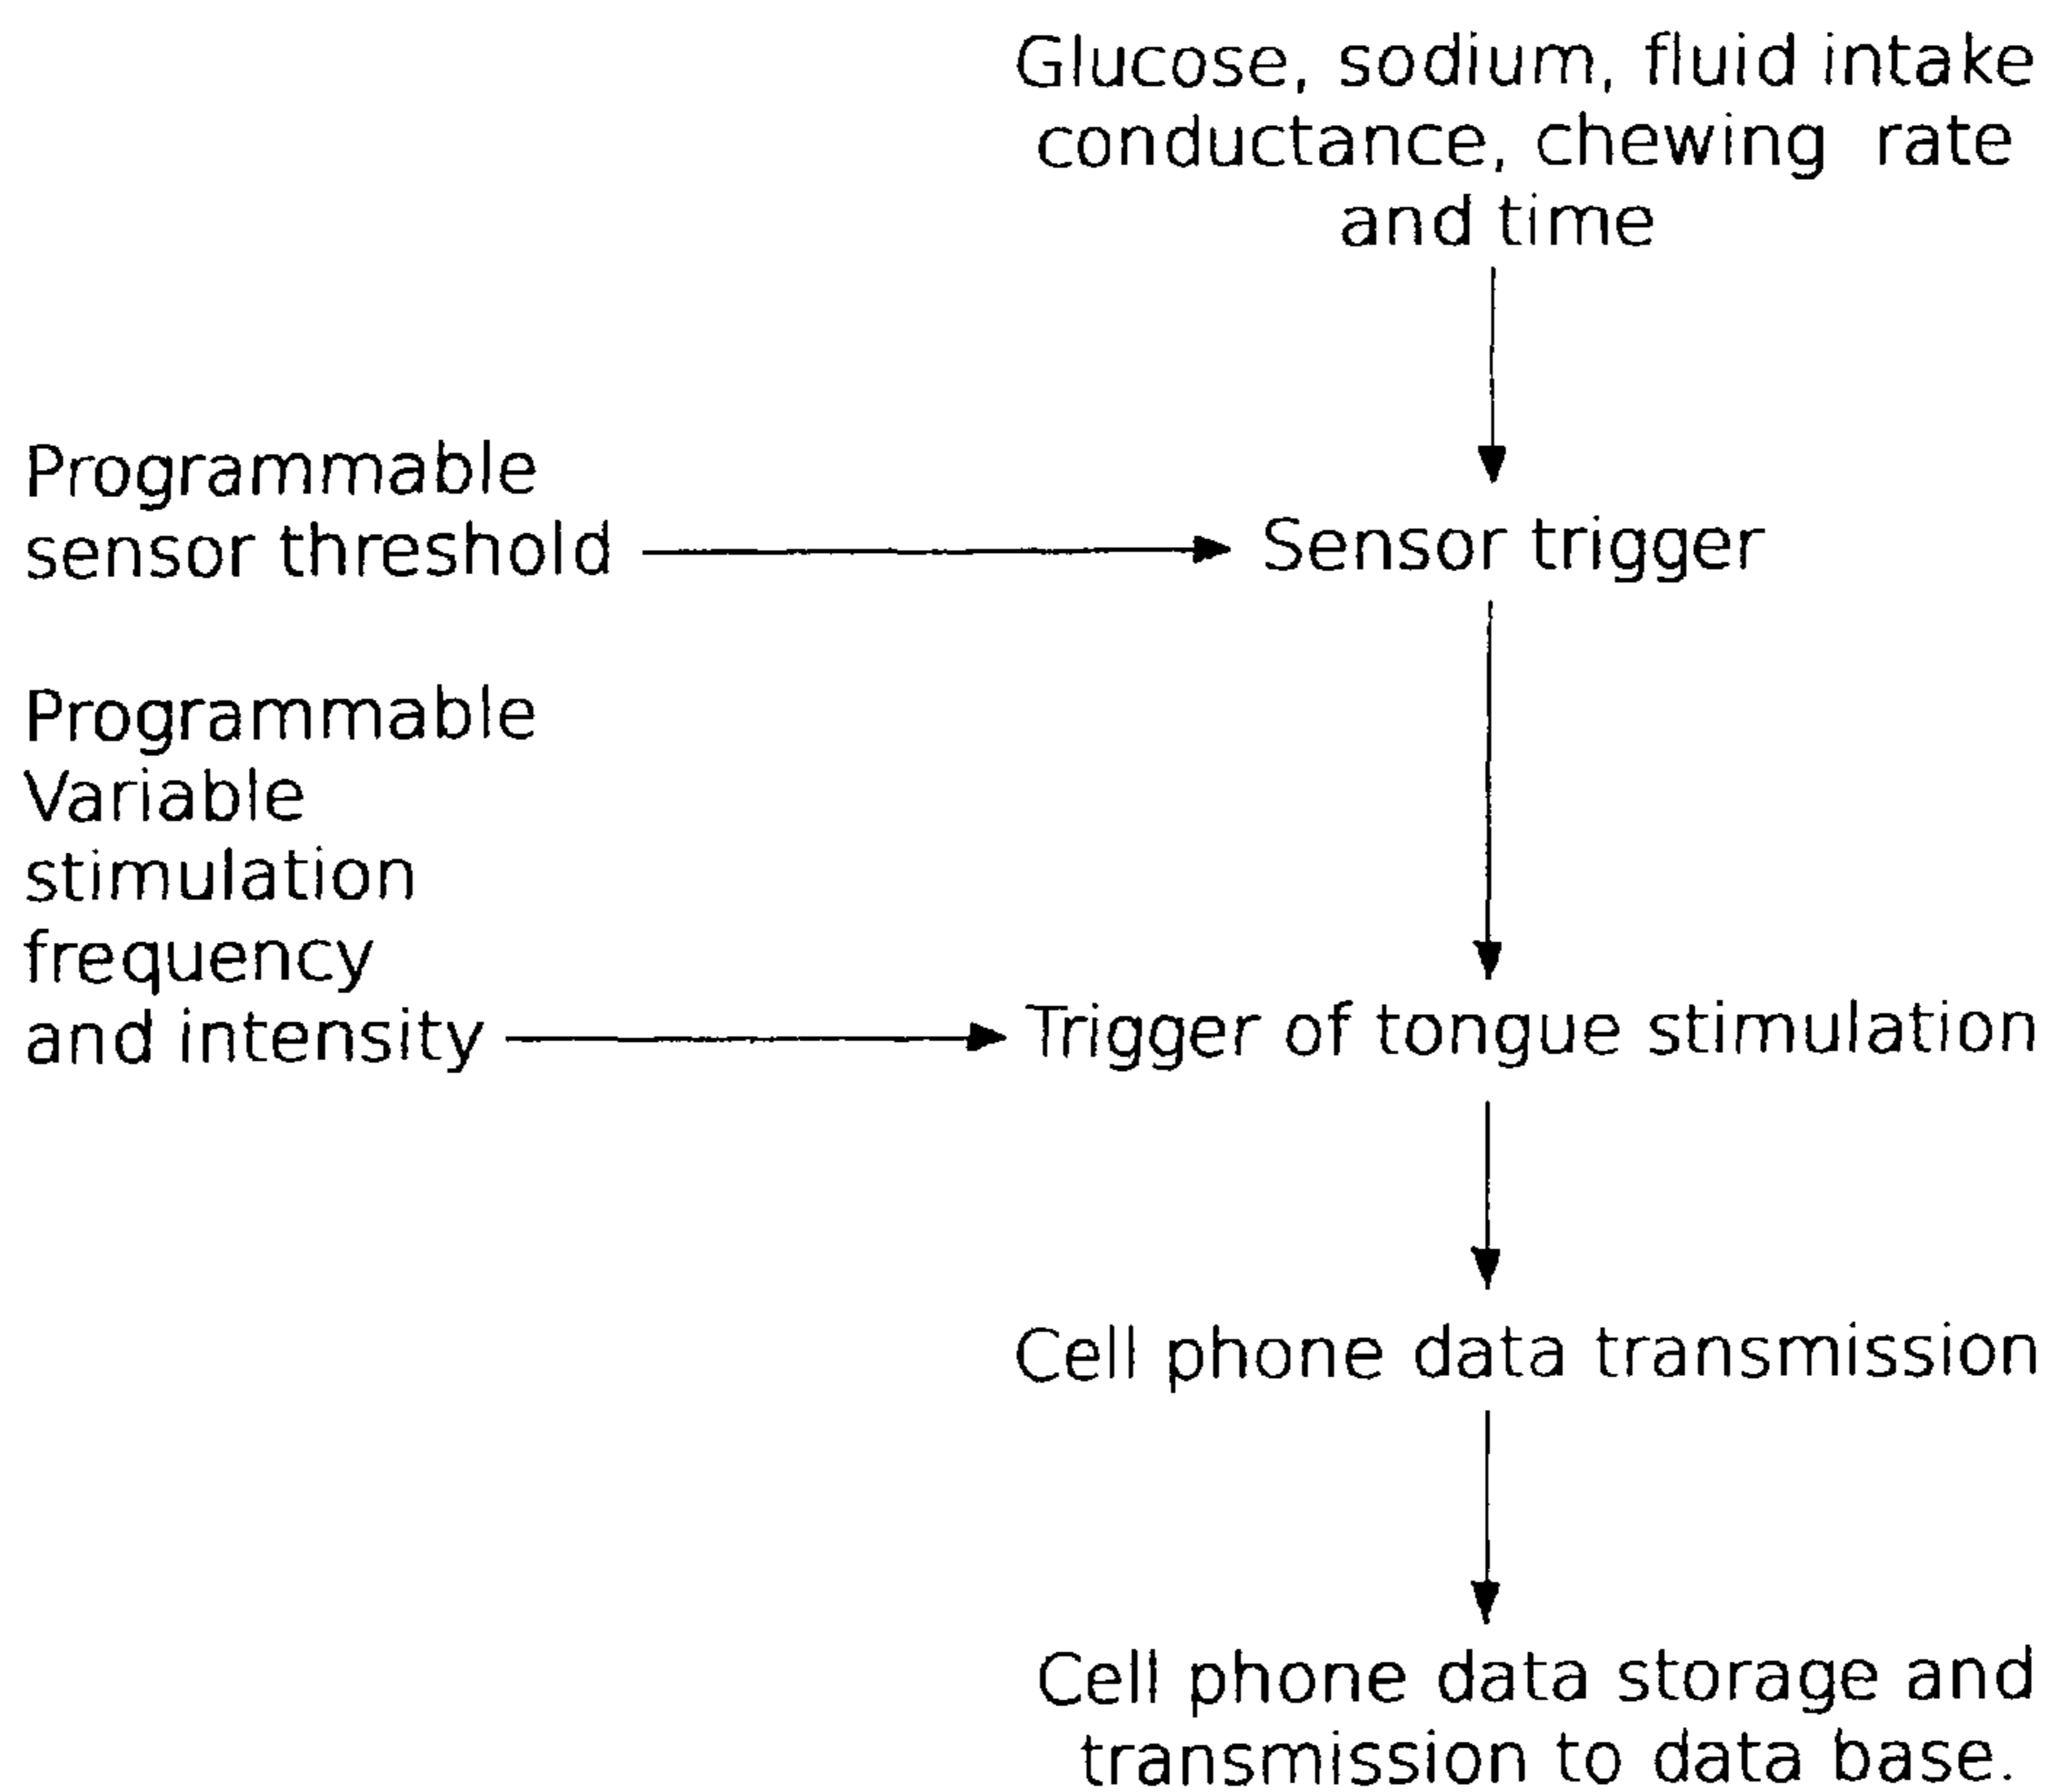 Glucose, sodium, fluid intake
conductance, chewing rate
and time
Programmable
sensor threshold
Sensor trigger
Programmable
Variable
stimulation
frequency
and intensity
Trigger of tongue stimulation
Cell phone data transmission
Cell phone data storage and
transmission to data base.